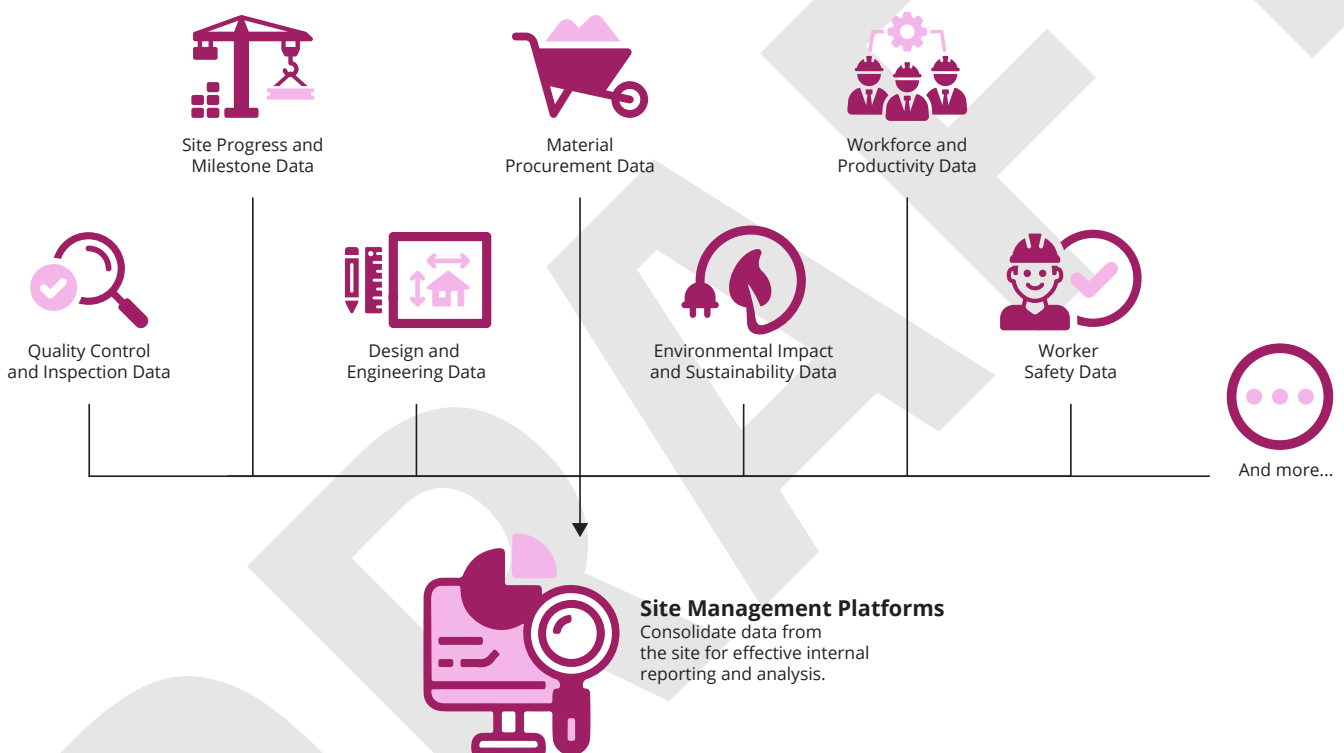 Site Progress and
Milestone Data
Material
Procurement Data
Workforce and
Productivity Data
Quality Control
and Inspection Data
Design and
Engineering Data
Environmental Impact
and Sustainability Data
Worker
Safety Data
And more...
Site Management Platforms
Consolidate data from
the site for effective internal
reporting and analysis.
DRAFT